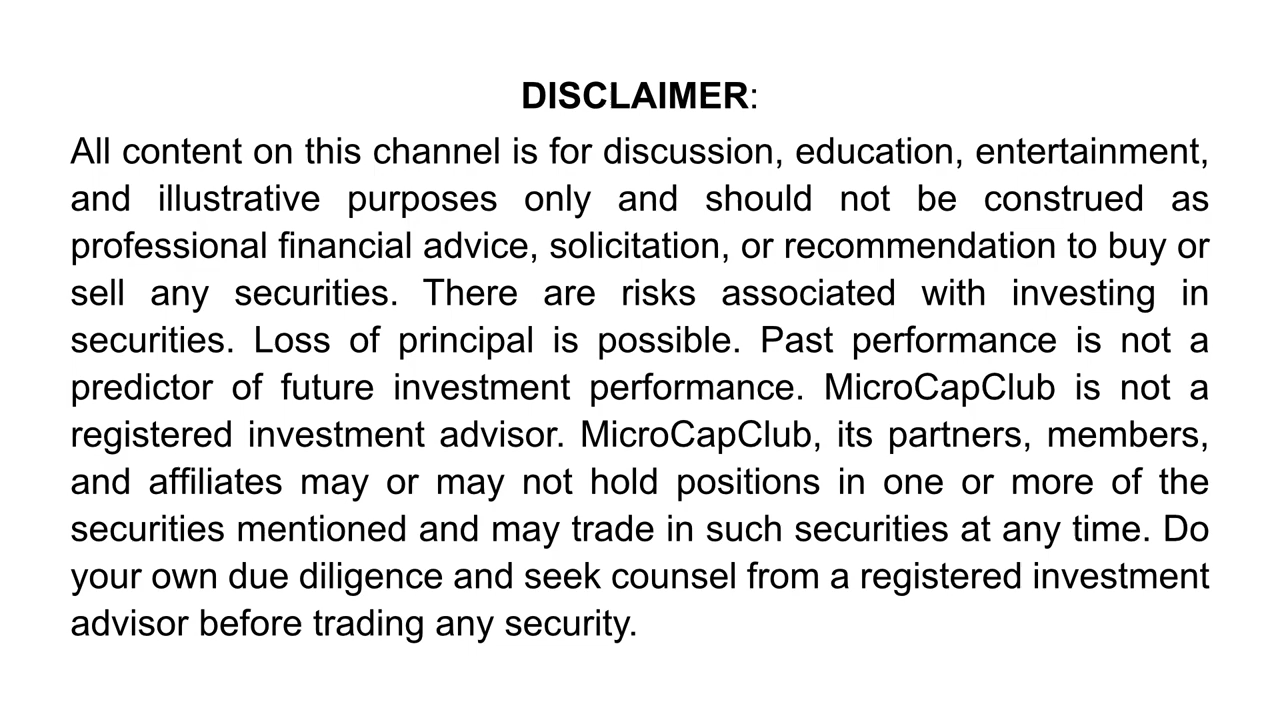 DISCLAIMER:
All content on this channel is for discussion, education, entertainment,
and illustrative purposes only and should not be construed as
professional financial advice, solicitation, or recommendation to buy or
sell any securities. There are risks associated with investing in
securities. Loss of principal is possible. Past performance is not a
predictor of future investment performance. MicroCapClub is not a
registered investment advisor. MicroCapClub, its partners, members,
and affiliates may or may not hold positions in one or more of the
securities mentioned and may trade in such securities at any time. Do
your own due diligence and seek counsel from a registered investment
advisor before trading any security.